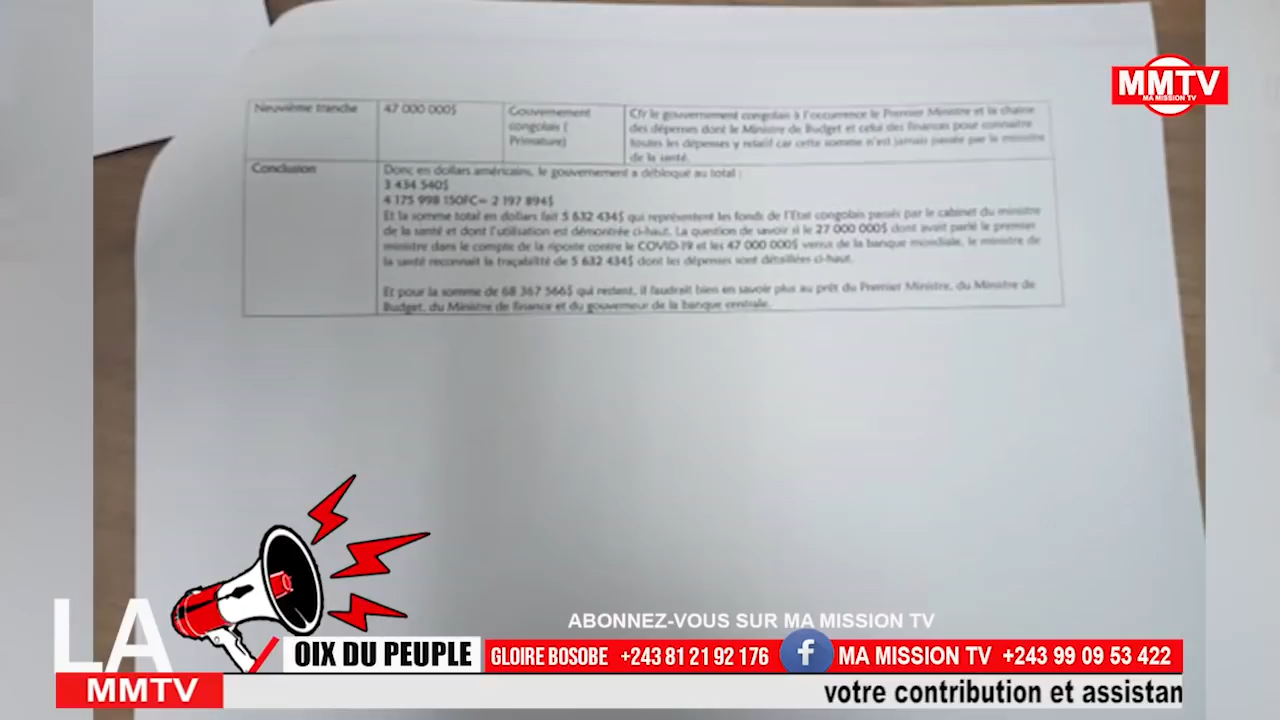 MMTV
MA MISSION TV
Neuvième tranche
47 000 000$
Gouvernement
congolais (
Primature)
Cfr le gouvernement congolais à l'occurrence le Premier Ministre et la chaine
des dépenses dont le Ministre de Budget et celui des finances pour connaitre
toutes les dépenses y relatif car cette somme n'est jamais passée par le ministre
de la santé.
Conclusion
Donc en dollars américains, le gouvernement a débloqué au total :
3 434 540$
4 175 998 150FC= 2 197 894$
Et la somme total en dollars fait 5 632 434$ qui représentent les fonds de l'Etat congolais passés par le cabinet du ministre
de la santé et dont l'utilisation est démontrée ci-haut. La question de savoir si le 27 000 000$ dont avait parlé le premier
ministre dans le compte de la riposte contre le COVID-19 et les 47 000 000$ venus de la banque mondiale, le ministre de
la santé reconnait la traçabilité de 5 632 434$ dont les dépenses sont détaillées ci-haut.
Et pour la somme de 68 367 566$ qui restent, il faudrait bien en savoir plus au prêt du Premier Ministre, du Ministre de
Budget, du Ministre de finance et du gouverneur de la banque centrale.
ABONNEZ-VOUS SUR MA MISSION TV
LA
OIX DU PEUPLE
GLOIRE BOSOBE +243 81 21 92 176
f
MA MISSION TV +243 99 09 53 422
MMTV
votre contribution et assistan